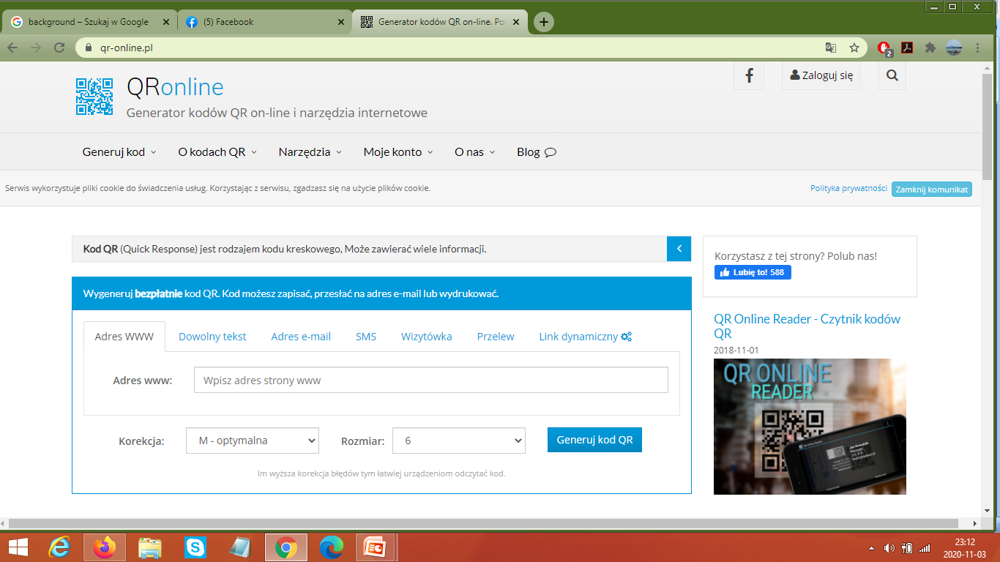 background – Szukaj w Google
(5) Facebook
Generator kodów QR on-line. Po
qr-online.pl
2
QRonline
Generator kodów QR on-line i narzędzia internetowe
Zaloguj się
Generuj kod
O kodach QR
Narzędzia
Moje konto
O nas
Blog
Serwis wykorzystuje pliki cookie do świadczenia usług. Korzystając z serwisu, zgadzasz się na użycie plików cookie.
Polityka prywatności
Zamknij komunikat
Kod QR (Quick Response) jest rodzajem kodu kreskowego, Może zawierać wiele informacji.
Wygeneruj bezpłatnie kod QR. Kod możesz zapisać, przesłać na adres e-mail lub wydrukować.
Adres WWW
Dowolny tekst
Adres e-mail
SMS
Wizytówka
Przelew
Link dynamiczny
Adres www:
Wpisz adres strony www
Korekcja:
M - optymalna
Rozmiar:
6
Generuj kod QR
Im wyższa korekcja błędów tym łatwiej urządzeniom odczytać kod.
Korzystasz z tej strony? Polub nas!
Lubię to! 588
QR Online Reader - Czytnik kodów
QR
2018-11-01
QR ONLINE
READER
Jan Kowalski
23:12
2020-11-03